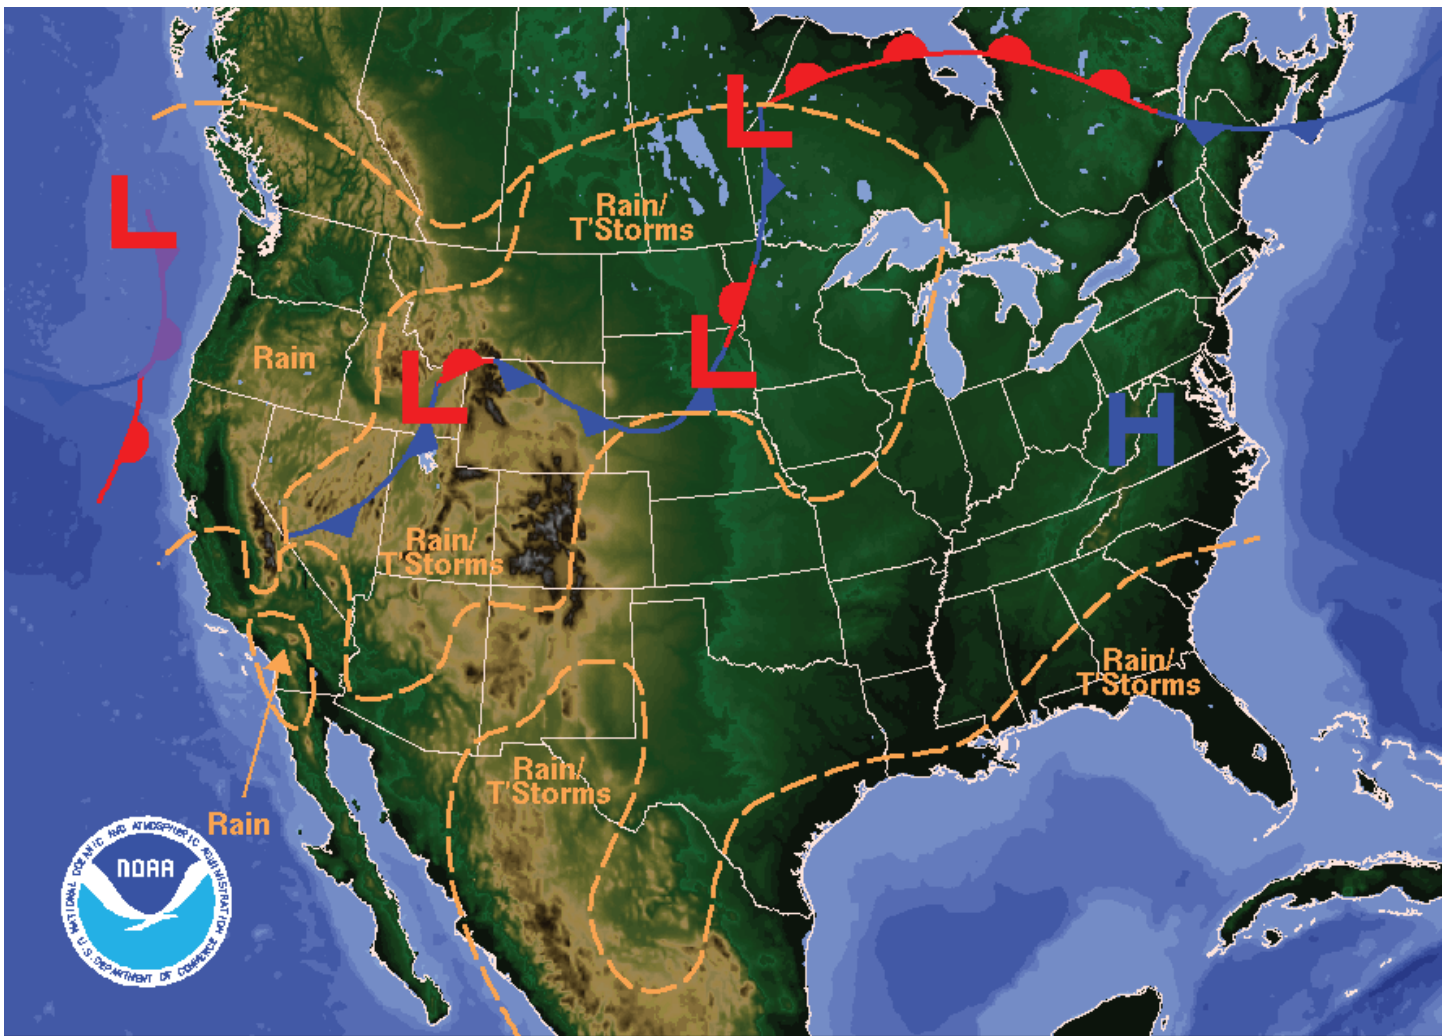 L
L
Rain/
T'Storms
L
Rain
L
H
Rain/
T'Storms
Rain/
T'Storms
Rain/
T'Storms
Rain
NATIONAL OCEANIC AND ATMOSPHERIC ADMINISTRATION
NOAA
U.S. DEPARTMENT OF COMMERCE